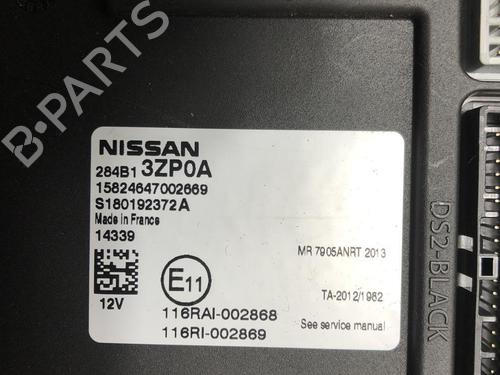 NISSAN
284B1 3ZP0A
15824647002669
S180192372A
Made in France
14339
MR 7905ANRT 2013
E11
TA-2012/1962
12V
116RAI-002868
116RI-002869
See service manual
DS2-BLACK
B-PARTS